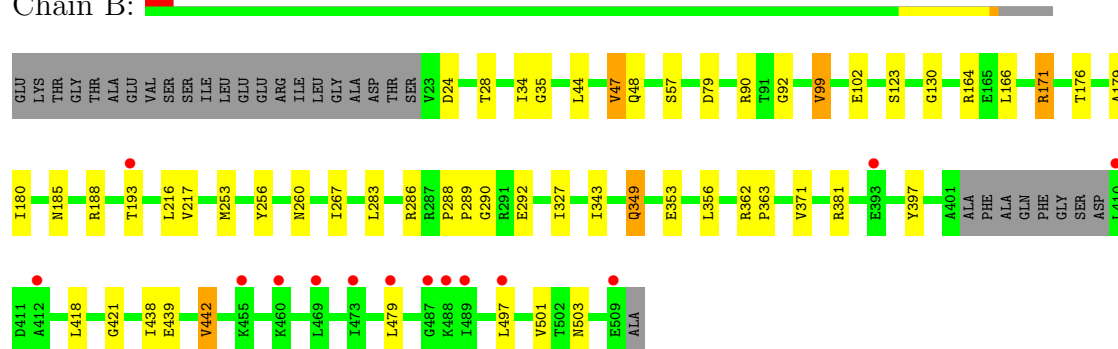 Chain B:
GLU LYS THR GLY THR ALA GLU VAL SER SER ILE LEU GLU GLU ARG ILE LEU GLY ALA ASP THR SER V23 D24 T28 I34 G35 L44 V47 Q48 S57 D79 R90 T91 G92 V99 E102 S123 G130 R164 E165 L166 R171 T176 A179
I180 N185 R188 T193 L216 V217 M253 Y256 N260 I267 L283 R286 R287 P288 P289 G290 R291 E292 I327 I343 Q349 E353 L356 R362 P363 V371 R381 E393 Y397 A401 ALA PHE ALA GLN PHE GLY SER ASP L410
D411 A412 L418 G421 I438 E439 V442 K455 K460 L469 I473 L479 G487 K488 I489 L497 V501 T502 N503 E509 ALA